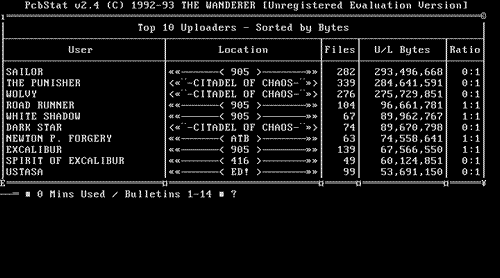 PcbStat v2.4 (C) 1992-93 THE WANDERER [Unregistered Evaluation Version]
Top 10 Uploaders - Sorted by Bytes
User Location Files U/L Bytes Ratio
SAILOR ««──────< 905 >──────»» 282 293,496,668 0:1
THE PUNISHER <«¨-CITADEL OF CHAOS-¨»> 339 284,641,591 0:1
WOLVY <«¨-CITADEL OF CHAOS-¨»> 276 275,729,851 0:1
ROAD RUNNER ««──────< 905 >──────»» 104 96,661,781 1:1
WHITE SHADOW ««──────< 905 >──────»» 67 89,962,767 1:1
DARK STAR <«¨-CITADEL OF CHAOS-¨»> 74 89,670,798 0:1
NEWTON P. FORGERY ««──────< ATB >──────»» 63 74,558,641 1:1
EXCALIBUR ««──────< 905 >──────»» 139 67,566,550 1:1
SPIRIT OF EXCALIBUR ««──────< 416 >──────»» 49 60,124,851 0:1
USTASA ««──────< ED! >──────»» 99 53,691,150 0:1
──═ ■ 0 Mins Used / Bulletins 1-14 ■ ?